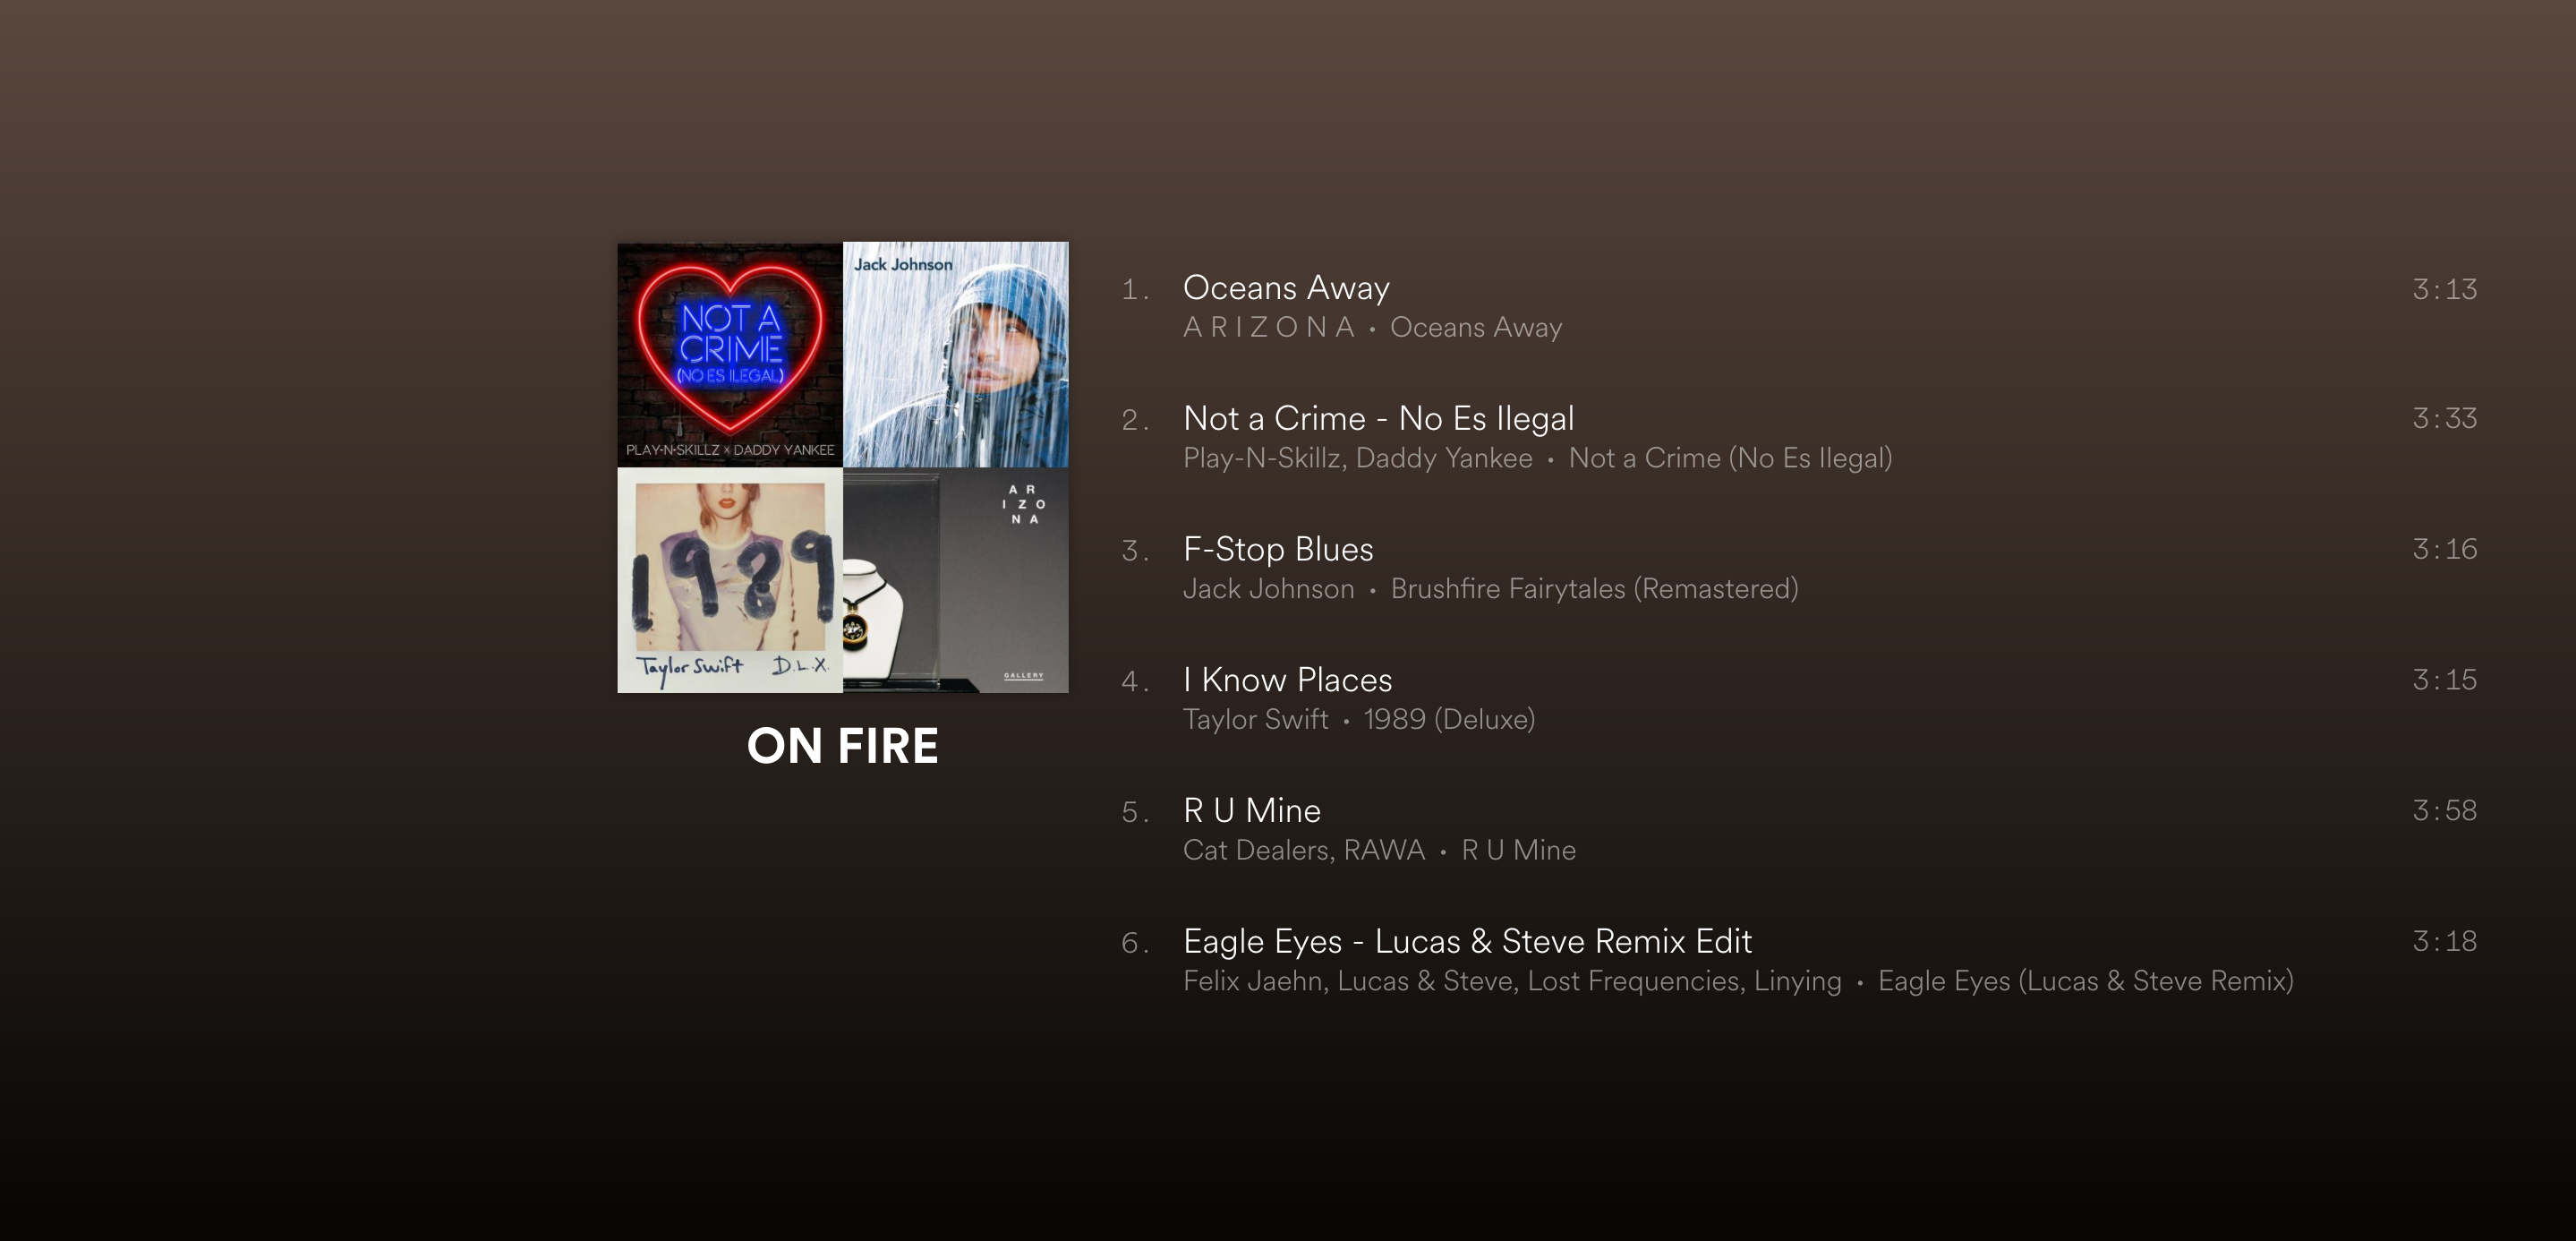 NOT A
CRIME
(NO ES ILEGAL)
PLAY-N-SKILLZ x DADDY YANKEE
Jack Johnson
1989
Taylor Swift D.L.X.
A R
I Z O
N A
GALLERY
ON FIRE
1. Oceans Away 3:13
A R I Z O N A • Oceans Away
2. Not a Crime - No Es Ilegal 3:33
Play-N-Skillz, Daddy Yankee • Not a Crime (No Es Ilegal)
3. F-Stop Blues 3:16
Jack Johnson • Brushfire Fairytales (Remastered)
4. I Know Places 3:15
Taylor Swift • 1989 (Deluxe)
5. R U Mine 3:58
Cat Dealers, RAWA • R U Mine
6. Eagle Eyes - Lucas & Steve Remix Edit 3:18
Felix Jaehn, Lucas & Steve, Lost Frequencies, Linying • Eagle Eyes (Lucas & Steve Remix)